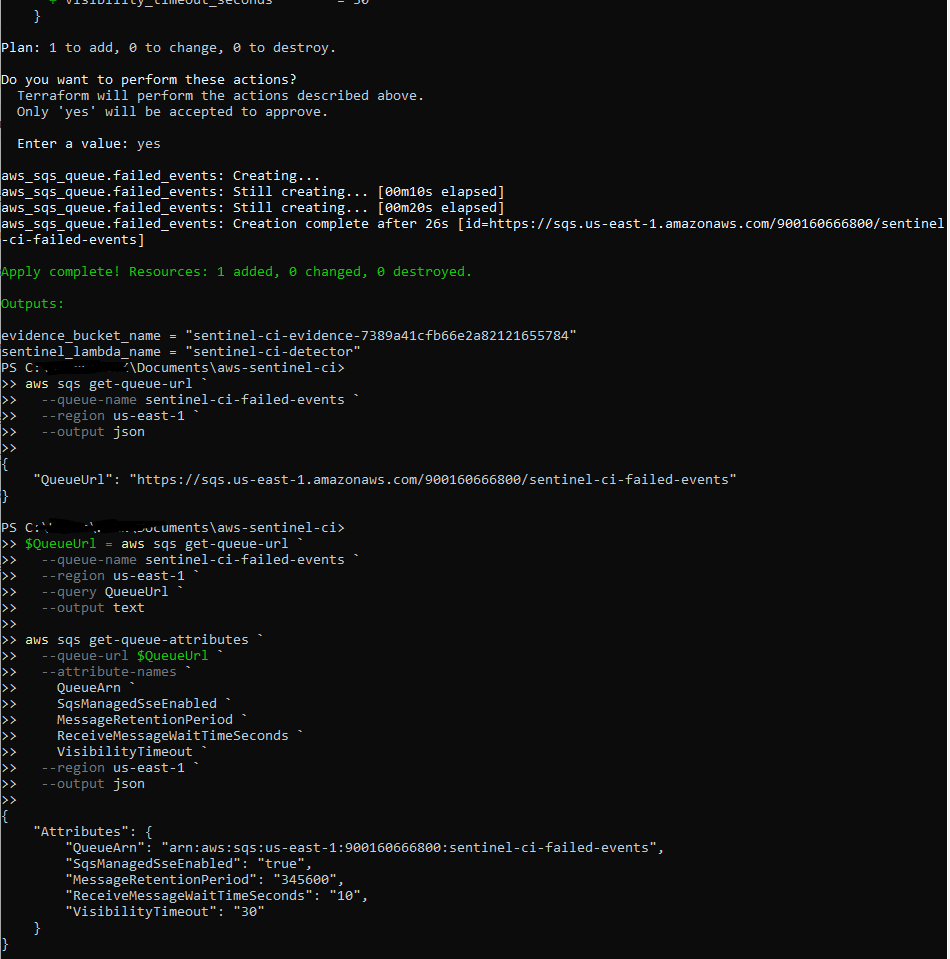 + visibility_timeout_seconds = 30
}
Plan: 1 to add, 0 to change, 0 to destroy.
Do you want to perform these actions?
Terraform will perform the actions described above.
Only 'yes' will be accepted to approve.
Enter a value: yes
aws_sqs_queue.failed_events: Creating...
aws_sqs_queue.failed_events: Still creating... [00m10s elapsed]
aws_sqs_queue.failed_events: Still creating... [00m20s elapsed]
aws_sqs_queue.failed_events: Creation complete after 26s [id=https://sqs.us-east-1.amazonaws.com/900160666800/sentinel
-ci-failed-events]
Apply complete! Resources: 1 added, 0 changed, 0 destroyed.
Outputs:
evidence_bucket_name = "sentinel-ci-evidence-7389a41cfb66e2a82121655784"
sentinel_lambda_name = "sentinel-ci-detector"
PS C:\Documents\aws-sentinel-ci>
>> aws sqs get-queue-url `
>>   --queue-name sentinel-ci-failed-events `
>>   --region us-east-1 `
>>   --output json
>>
{
    "QueueUrl": "https://sqs.us-east-1.amazonaws.com/900160666800/sentinel-ci-failed-events"
}
PS C:\Documents\aws-sentinel-ci>
>> $QueueUrl = aws sqs get-queue-url `
>>   --queue-name sentinel-ci-failed-events `
>>   --region us-east-1 `
>>   --query QueueUrl `
>>   --output text
>>
>> aws sqs get-queue-attributes `
>>   --queue-url $QueueUrl `
>>   --attribute-names `
>>     QueueArn `
>>     SqsManagedSseEnabled `
>>     MessageRetentionPeriod `
>>     ReceiveMessageWaitTimeSeconds `
>>     VisibilityTimeout `
>>   --region us-east-1 `
>>   --output json
>>
{
    "Attributes": {
        "QueueArn": "arn:aws:sqs:us-east-1:900160666800:sentinel-ci-failed-events",
        "SqsManagedSseEnabled": "true",
        "MessageRetentionPeriod": "345600",
        "ReceiveMessageWaitTimeSeconds": "10",
        "VisibilityTimeout": "30"
    }
}